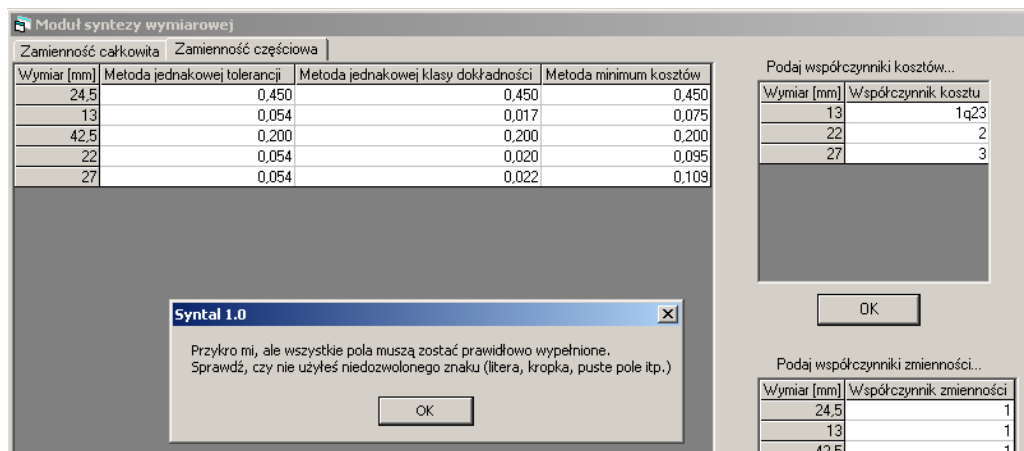 Moduł syntezy wymiarowej
Zamienność całkowita Zamienność częściowa
Wymiar [mm] Metoda jednakowej tolerancji Metoda jednakowej klasy dokładności Metoda minimum kosztów
24,5 0,450 0,450 0,450
13 0,054 0,017 0,075
42,5 0,200 0,200 0,200
22 0,054 0,020 0,095
27 0,054 0,022 0,109
Podaj współczynniki kosztów...
Wymiar [mm] Współczynnik kosztu
13 1q23
22 2
27 3
OK
Syntal 1.0
Przykro mi, ale wszystkie pola muszą zostać prawidłowo wypełnione.
Sprawdź, czy nie użyłeś niedozwolonego znaku (litera, kropka, puste pole itp.)
OK
Podaj współczynniki zmienności...
Wymiar [mm] Współczynnik zmienności
24,5 1
13 1
42,5 1